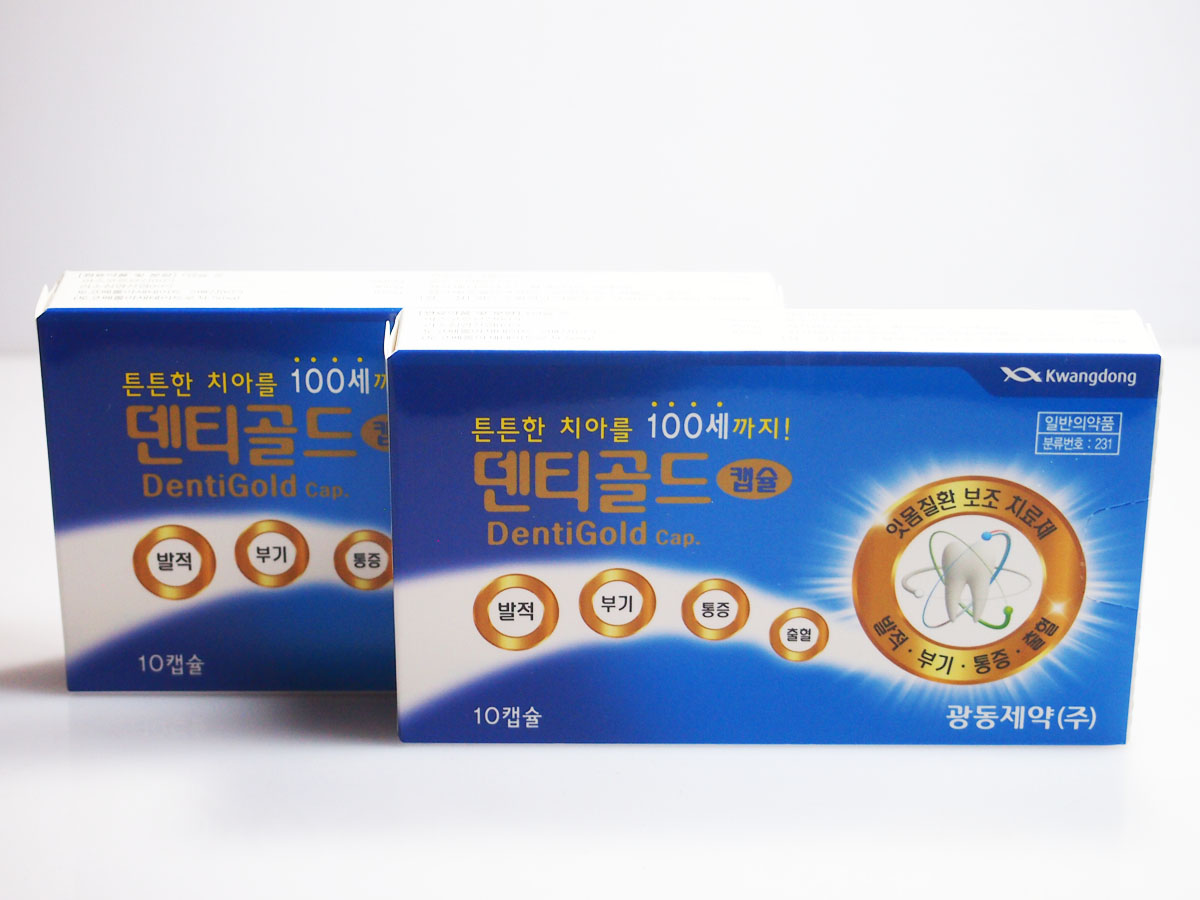 튼튼한 치아를 100세까
덴티골드 캡
DentiGold Cap.
발적
부기
통증
10캡슐
Kwangdong
일반의약품
분류번호 : 231
튼튼한 치아를 100세까지!
덴티골드 캡슐
DentiGold Cap.
발적
부기
통증
출혈
잇몸질환 보조 치료제
발적·부기·통증·출혈
10캡슐
광동제약(주)